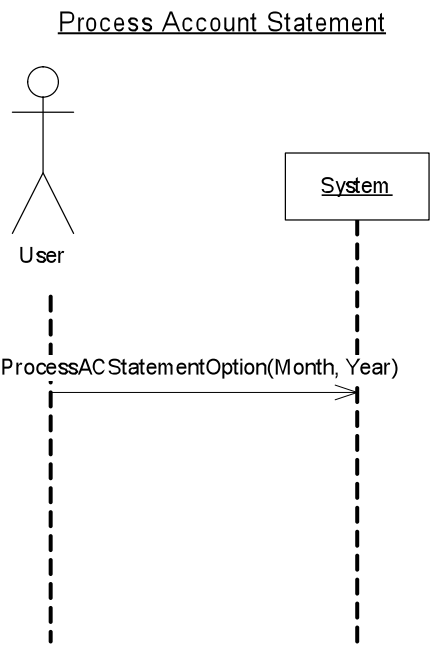 Process Account Statement
System
User
ProcessACStatementOption(Month, Year)